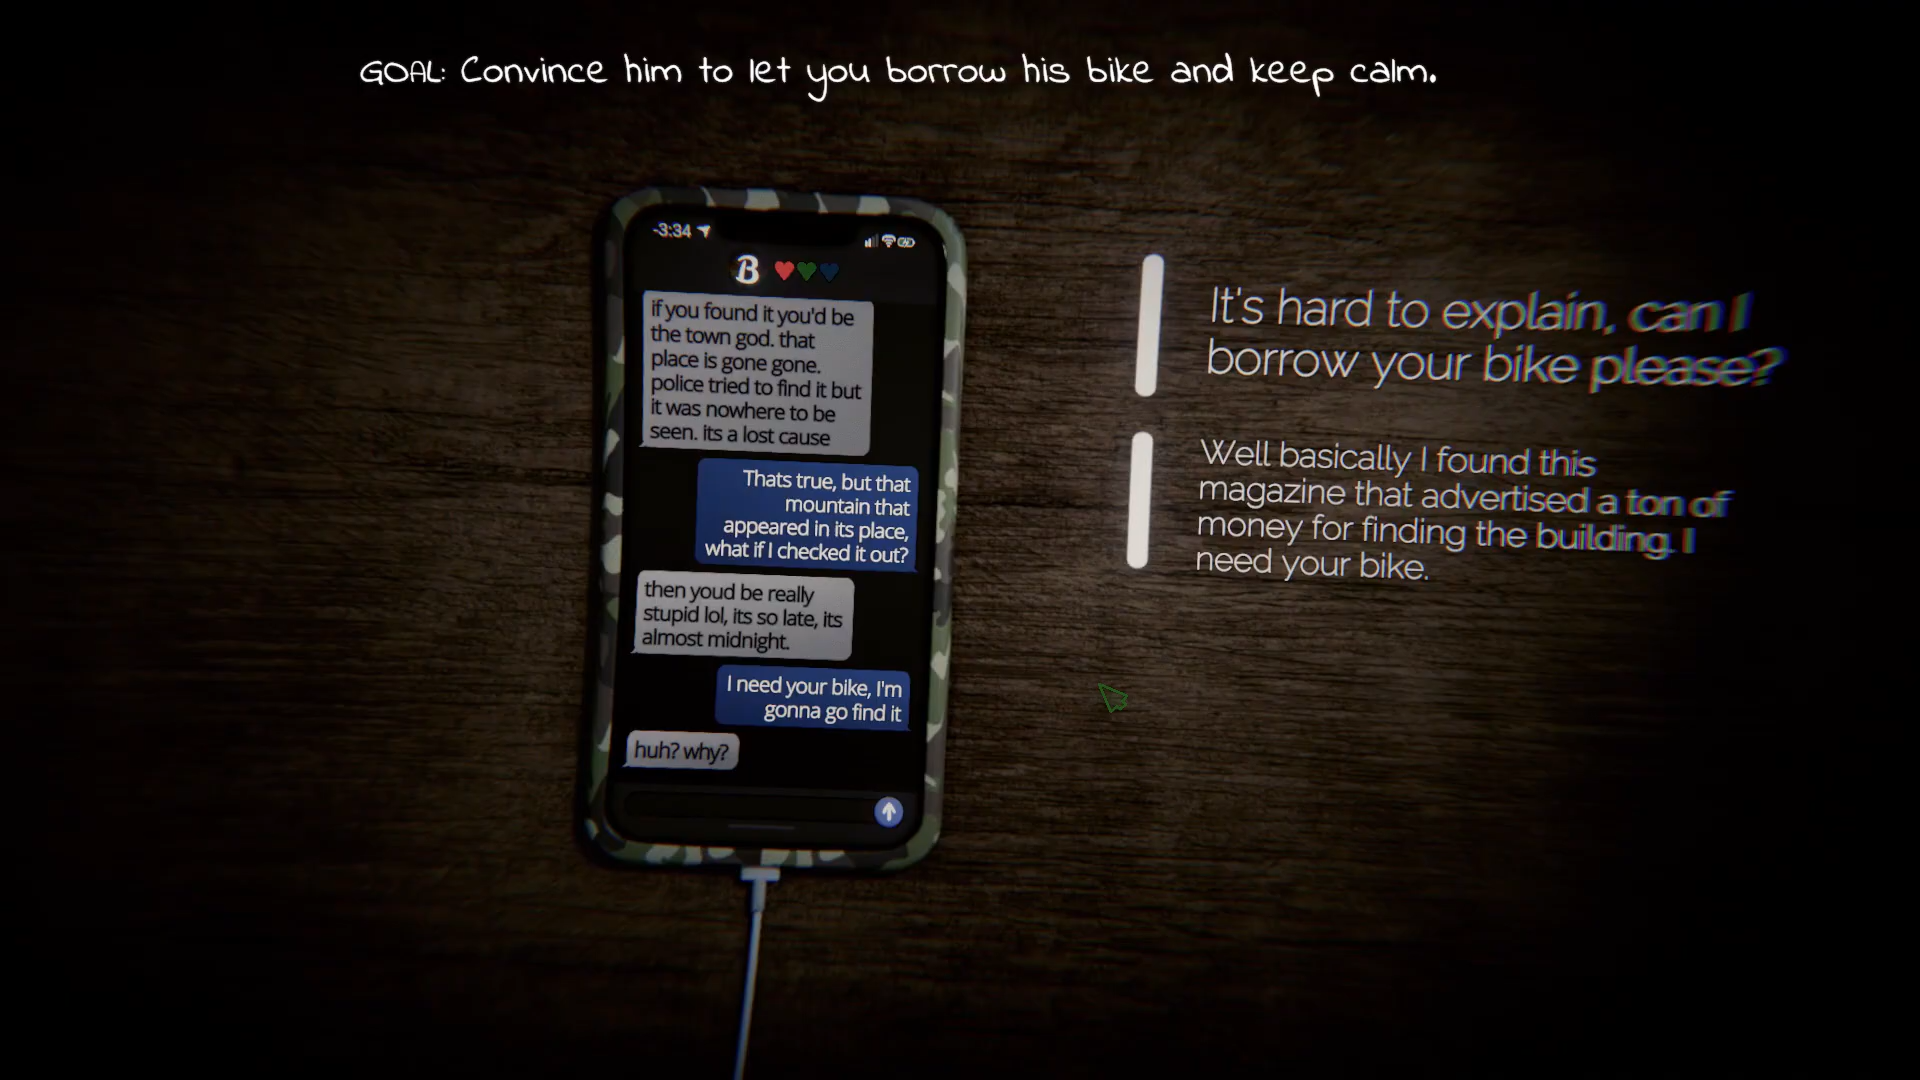 GOAL: Convince him to let you borrow his bike and keep calm.
-3:34
B
if you found it you'd be
the town god. that
place is gone gone.
police tried to find it but
it was nowhere to be
seen. its a lost cause
Thats true, but that
mountain that
appeared in its place,
what if I checked it out?
then youd be really
stupid lol, its so late, its
almost midnight.
I need your bike, I'm
gonna go find it
huh? why?
It's hard to explain, can I
borrow your bike please?
Well basically I found this
magazine that advertised a ton of
money for finding the building. I
need your bike.